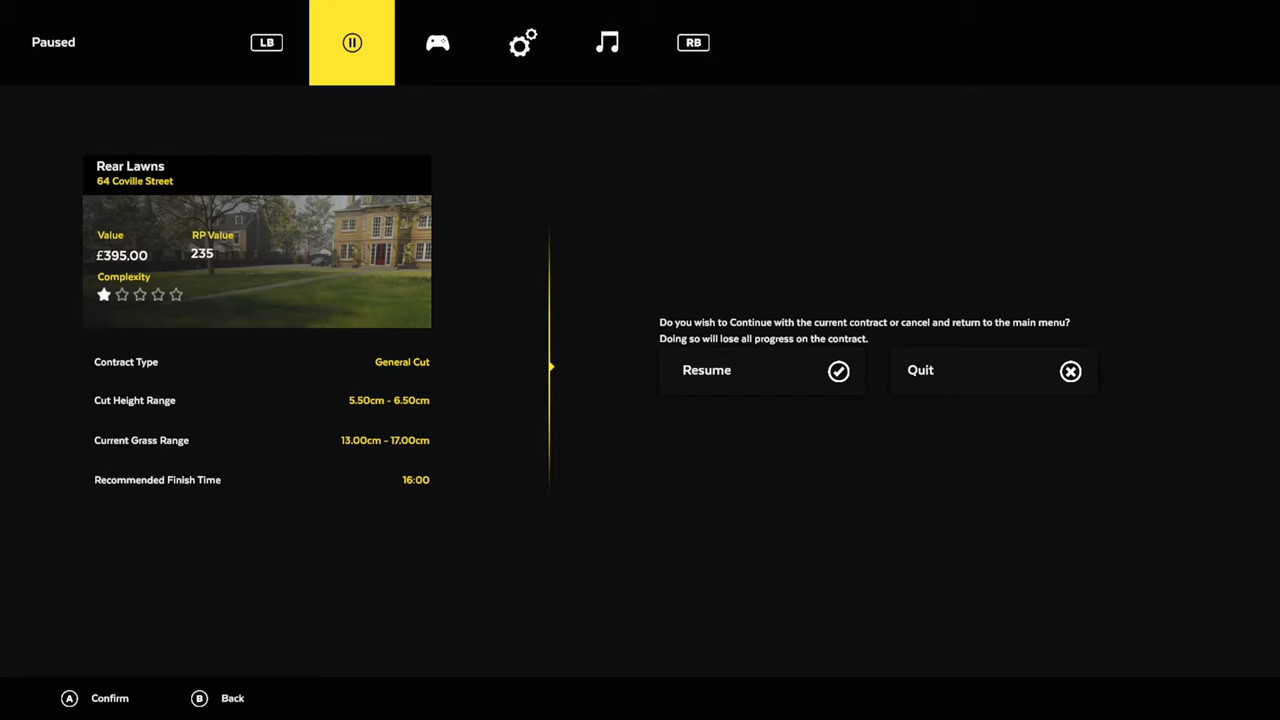 Paused
LB
RB
Rear Lawns
64 Coville Street
Value
RP Value
£395.00
235
Complexity
Do you wish to Continue with the current contract or cancel and return to the main menu?
Doing so will lose all progress on the contract.
Resume
Quit
Contract Type
General Cut
Cut Height Range
5.50cm - 6.50cm
Current Grass Range
13.00cm - 17.00cm
Recommended Finish Time
16:00
A Confirm
B Back